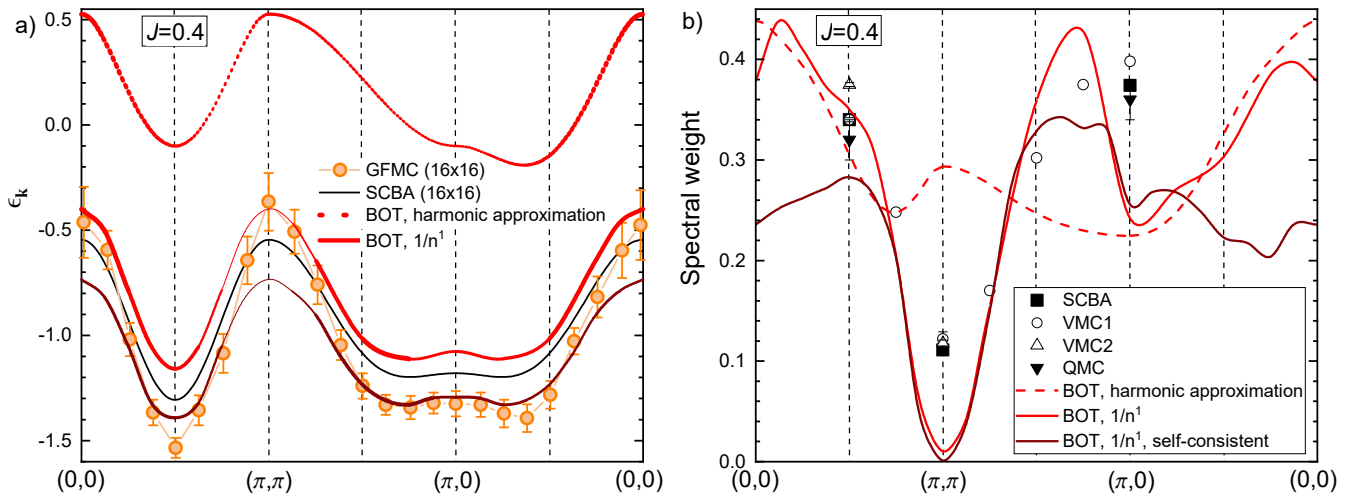 a)
J=0.4
0.5
0.0
-0.5
-1.0
-1.5
ϵk
GFMC (16x16)
SCBA (16x16)
BOT, harmonic approximation
BOT, 1/n¹
(0,0)
(π,π)
(π,0)
(0,0)
b)
J=0.4
0.4
0.3
0.2
0.1
0.0
Spectral weight
SCBA
VMC1
VMC2
QMC
BOT, harmonic approximation
BOT, 1/n¹
BOT, 1/n¹, self-consistent
(0,0)
(π,π)
(π,0)
(0,0)